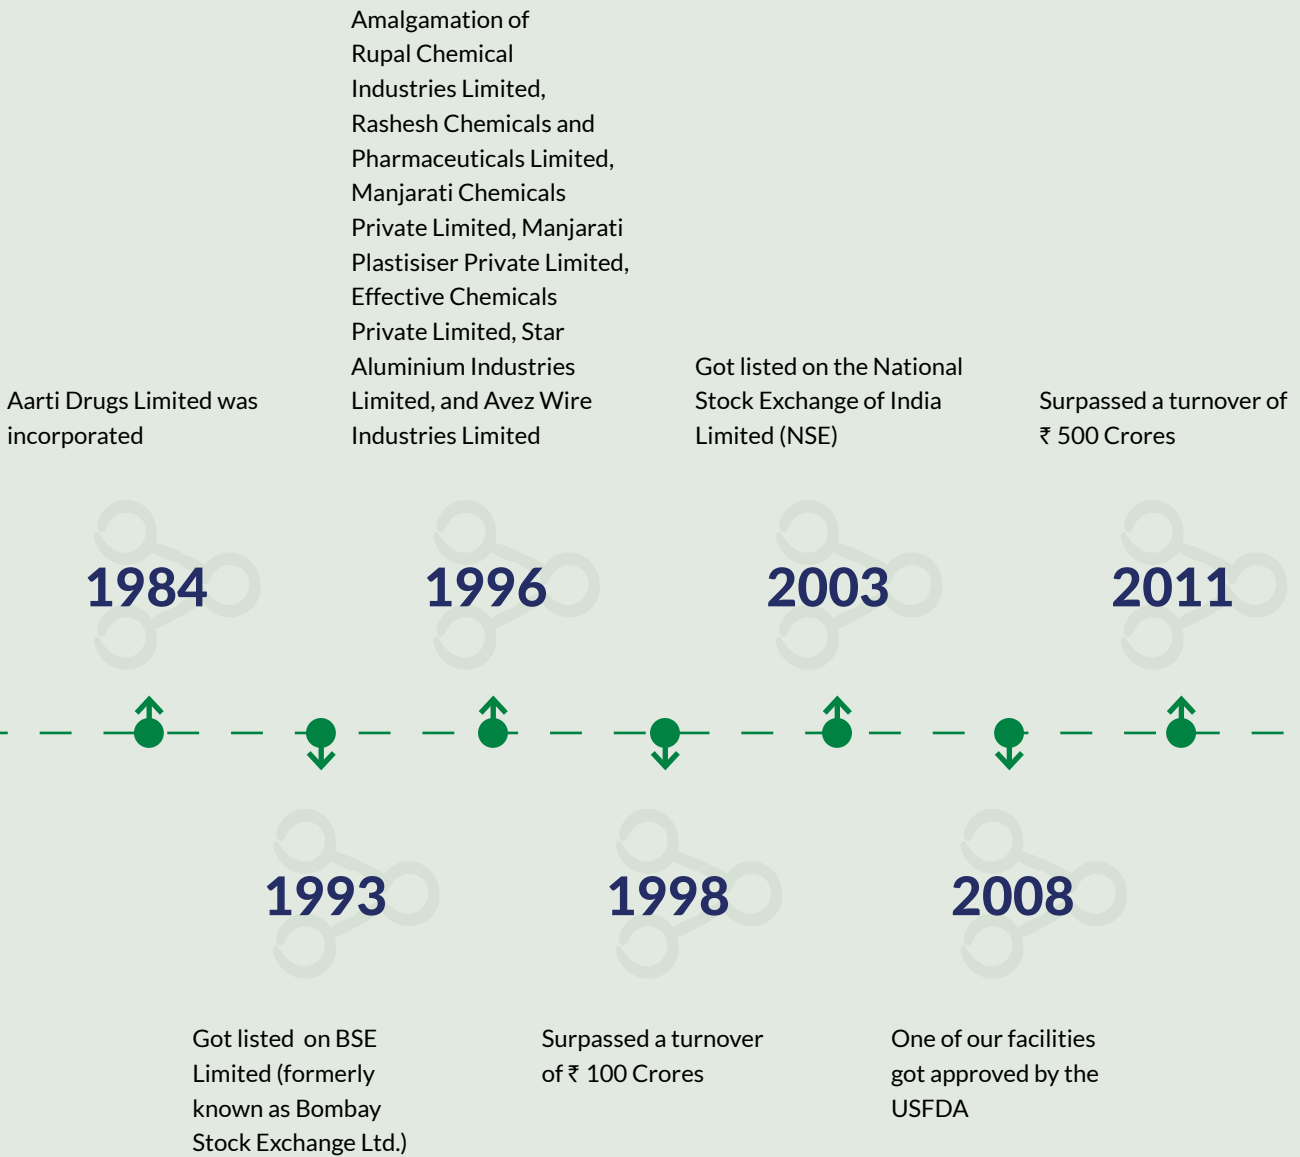 Aarti Drugs Limited was
incorporated
1984
Got listed  on BSE
Limited (formerly
known as Bombay
Stock Exchange Ltd.)
1993
Amalgamation of
Rupal Chemical
Industries Limited,
Rashesh Chemicals and
Pharmaceuticals Limited,
Manjarati Chemicals
Private Limited, Manjarati
Plastisiser Private Limited,
Effective Chemicals
Private Limited, Star
Aluminium Industries
Limited, and Avez Wire
Industries Limited
1996
1998
Surpassed a turnover
of ₹ 100 Crores
Got listed on the National
Stock Exchange of India
Limited (NSE)
2003
2008
One of our facilities
got approved by the
USFDA
Surpassed a turnover of
₹ 500 Crores
2011